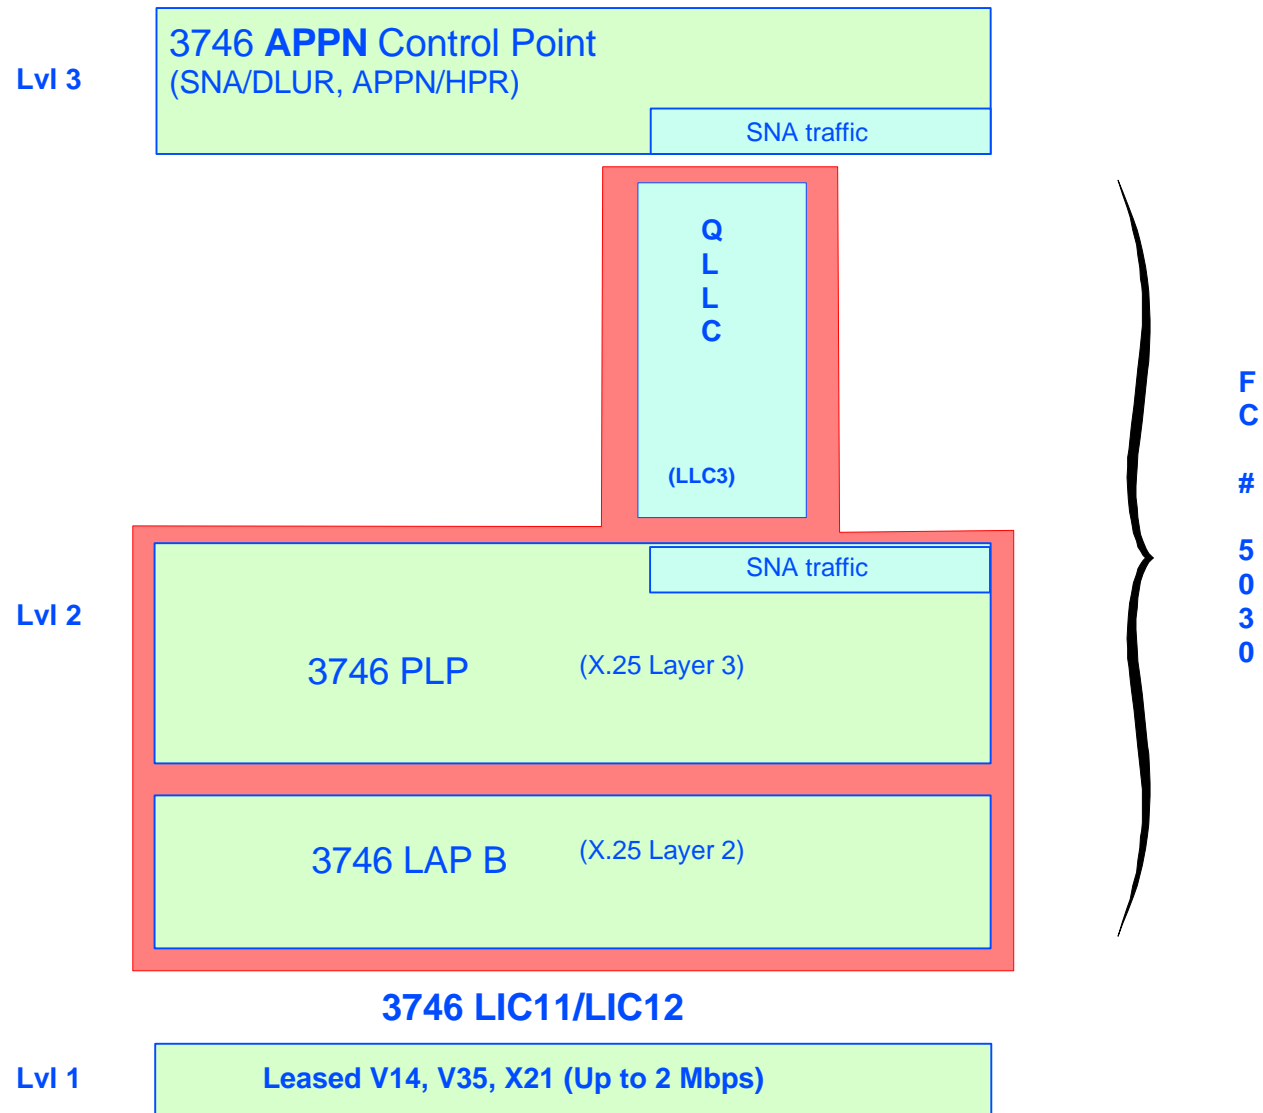 3746 APPN Control Point
(SNA/DLUR, APPN/HPR)
Lvl 3
SNA traffic
Q
L
L
C
(LLC3)
F
C
#
5
0
3
0
SNA traffic
Lvl 2
3746 PLP (X.25 Layer 3)
3746 LAP B (X.25 Layer 2)
3746 LIC11/LIC12
Lvl 1
Leased V14, V35, X21 (Up to 2 Mbps)